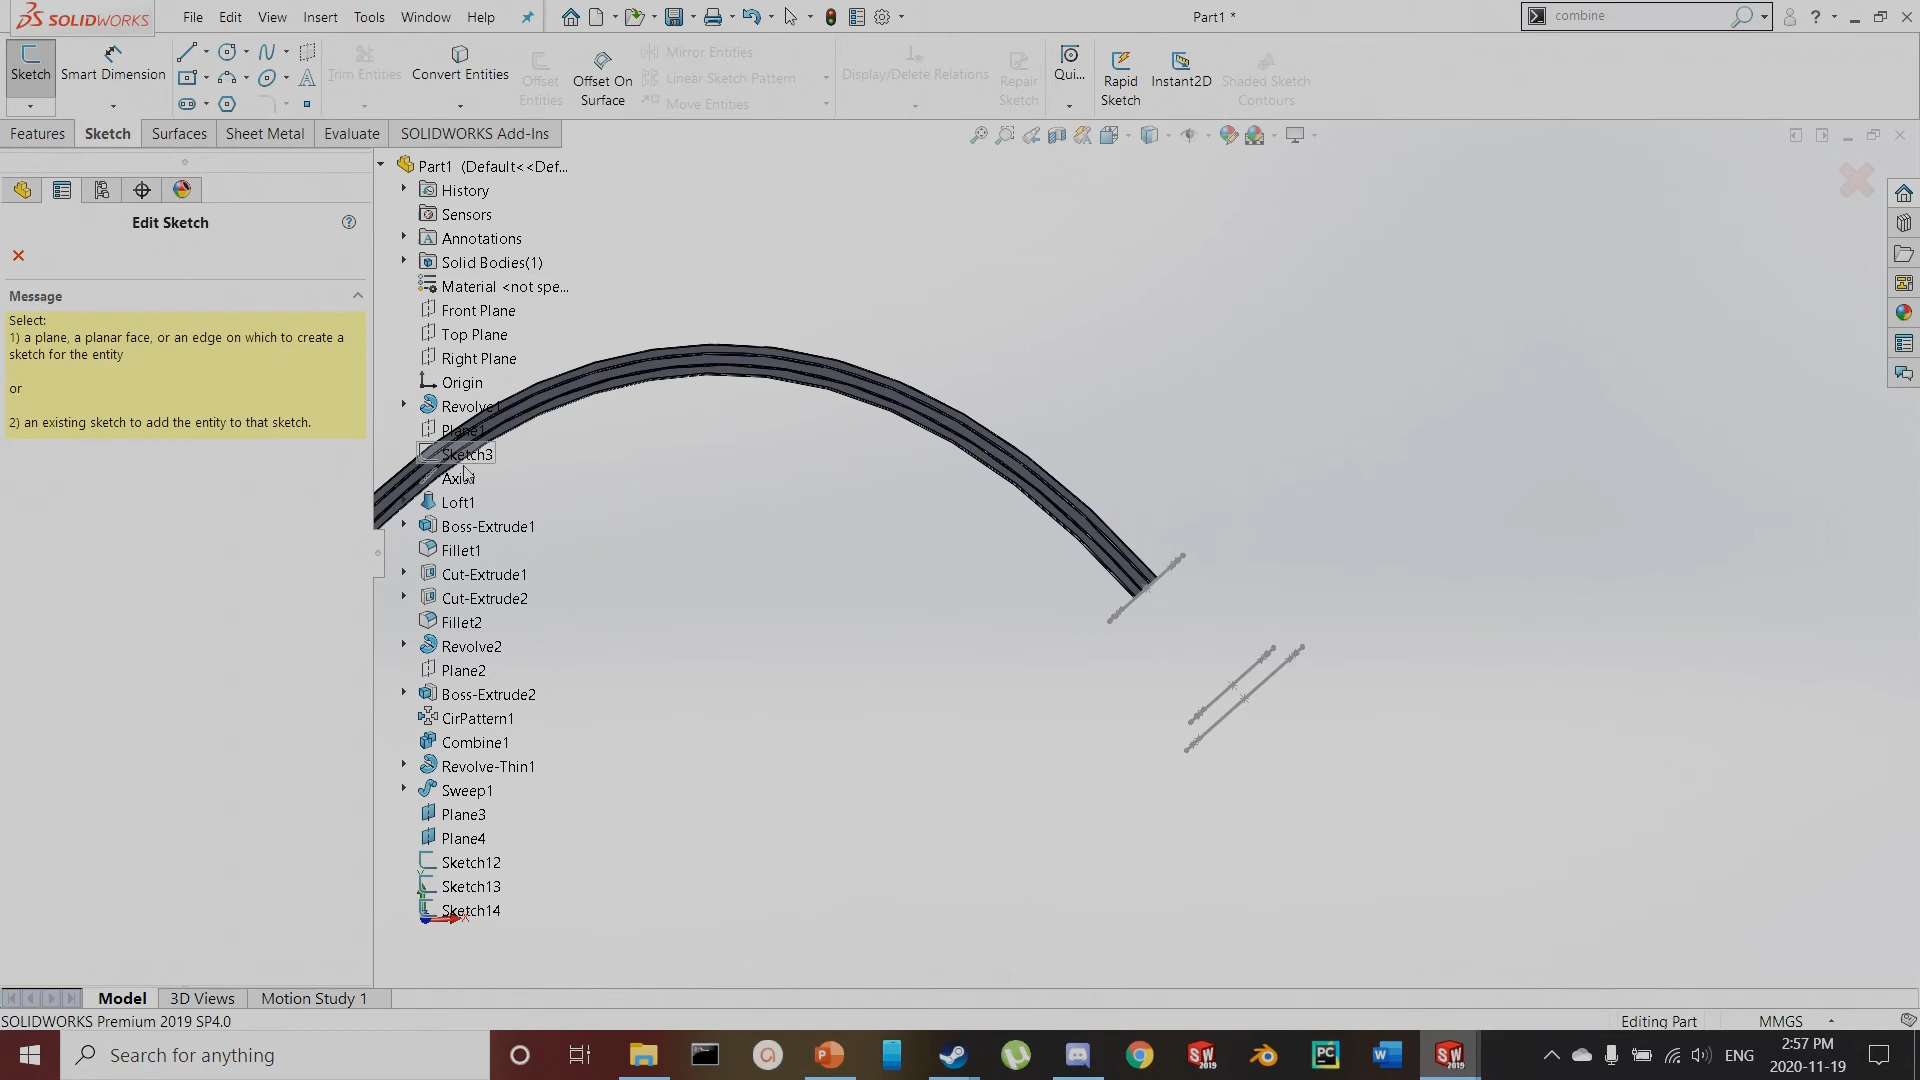 SOLIDWORKS
File Edit View Insert Tools Window Help
Part1 *
combine
Sketch
Smart Dimension
Trim Entities
Convert Entities
Offset Entities
Offset On Surface
Mirror Entities
Linear Sketch Pattern
Move Entities
Display/Delete Relations
Repair Sketch
Qui...
Rapid Sketch
Instant2D
Shaded Sketch Contours
Features Sketch Surfaces Sheet Metal Evaluate SOLIDWORKS Add-Ins
Edit Sketch
Message
Select:
1) a plane, a planar face, or an edge on which to create a
sketch for the entity
or
2) an existing sketch to add the entity to that sketch.
Part1 (Default<<Def...
History
Sensors
Annotations
Solid Bodies(1)
Material <not spe...
Front Plane
Top Plane
Right Plane
Origin
Revolve1
Plane1
Sketch3
Axis1
Loft1
Boss-Extrude1
Fillet1
Cut-Extrude1
Cut-Extrude2
Fillet2
Revolve2
Plane2
Boss-Extrude2
CirPattern1
Combine1
Revolve-Thin1
Sweep1
Plane3
Plane4
Sketch12
Sketch13
Sketch14
Model 3D Views Motion Study 1
SOLIDWORKS Premium 2019 SP4.0
Editing Part
MMGS
Search for anything
ENG
2:57 PM
2020-11-19